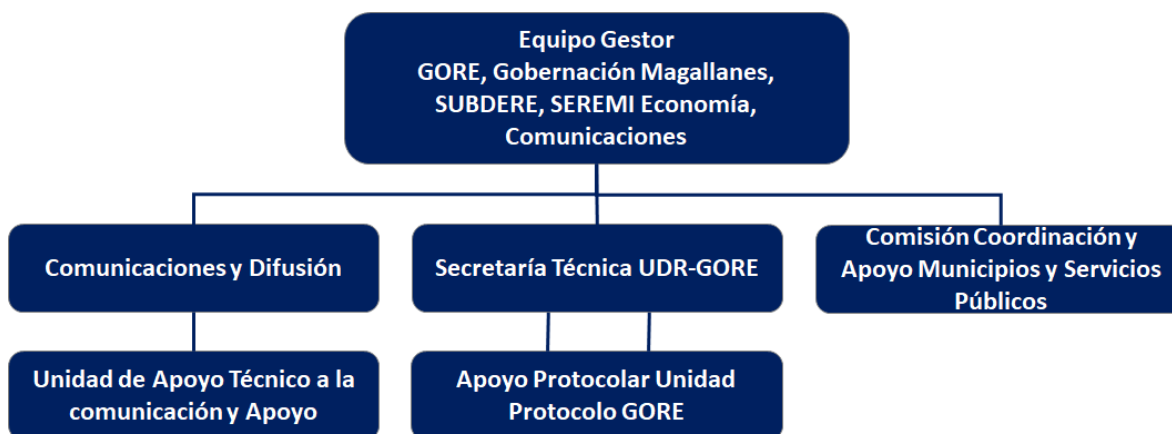 Equipo Gestor
GORE, Gobernación Magallanes,
SUBDERE, SEREMI Economía,
Comunicaciones
Comunicaciones y Difusión
Secretaría Técnica UDR-GORE
Comisión Coordinación y
Apoyo Municipios y Servicios
Públicos
Unidad de Apoyo Técnico a la
comunicación y Apoyo
Apoyo Protocolar Unidad
Protocolo GORE